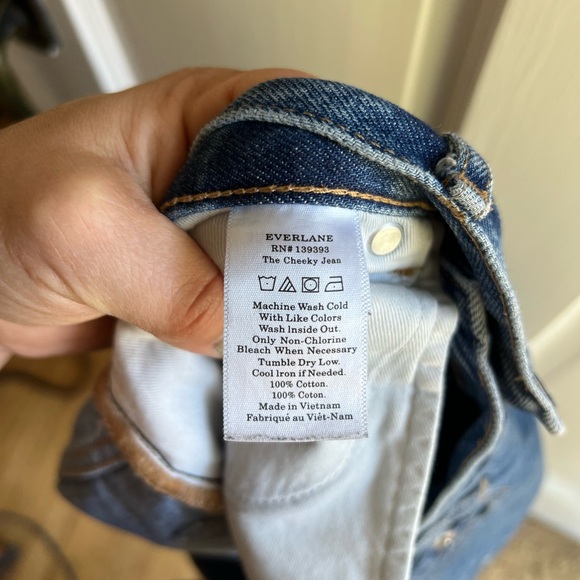 EVERLANE
RN# 139393
The Cheeky Jean
Machine Wash Cold
With Like Colors
Wash Inside Out.
Only Non-Chlorine
Bleach When Necessary
Tumble Dry Low.
Cool Iron if Needed.
100% Cotton.
100% Coton.
Made in Vietnam
Fabriqué au Viêt-Nam